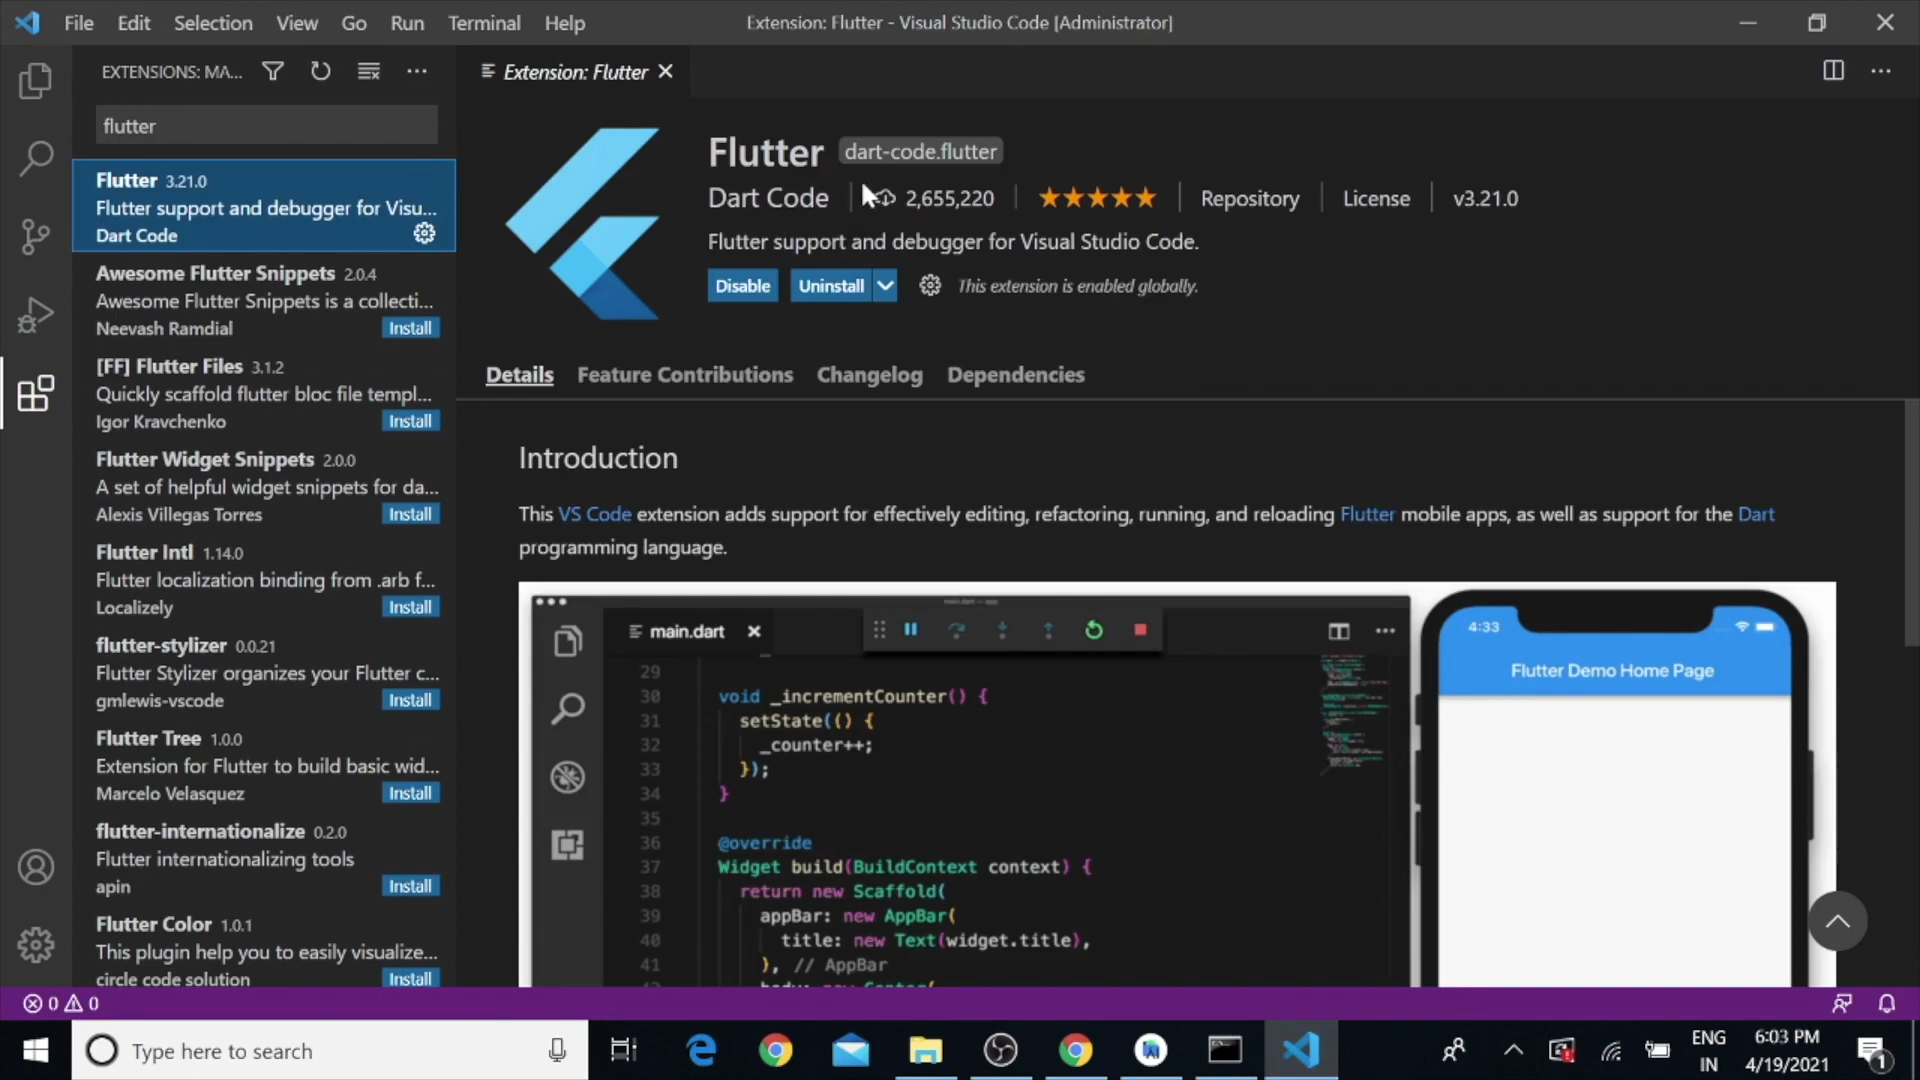 File Edit Selection View Go Run Terminal Help
Extension: Flutter - Visual Studio Code [Administrator]
EXTENSIONS: MA...
Extension: Flutter
flutter
Flutter 3.21.0
Flutter support and debugger for Visu...
Dart Code
Awesome Flutter Snippets 2.0.4
Awesome Flutter Snippets is a collecti...
Neevash Ramdial Install
[FF] Flutter Files 3.1.2
Quickly scaffold flutter bloc file templ...
Igor Kravchenko Install
Flutter Widget Snippets 2.0.0
A set of helpful widget snippets for da...
Alexis Villegas Torres Install
Flutter Intl 1.14.0
Flutter localization binding from .arb f...
Localizely Install
flutter-stylizer 0.0.21
Flutter Stylizer organizes your Flutter c...
gmlewis-vscode Install
Flutter Tree 1.0.0
Extension for Flutter to build basic wid...
Marcelo Velasquez Install
flutter-internationalize 0.2.0
Flutter internationalizing tools
apin Install
Flutter Color 1.0.1
This plugin help you to easily visualize...
circle code solution Install
Flutter dart-code.flutter
Dart Code 2,655,220 Repository License v3.21.0
Flutter support and debugger for Visual Studio Code.
Disable Uninstall This extension is enabled globally.
Details Feature Contributions Changelog Dependencies
Introduction
This VS Code extension adds support for effectively editing, refactoring, running, and reloading Flutter mobile apps, as well as support for the Dart
programming language.
main.dart
29
30 void _incrementCounter() {
31 setState(() {
32 _counter++;
33 });
34 }
35
36 @override
37 Widget build(BuildContext context) {
38 return new Scaffold(
39 appBar: new AppBar(
40 title: new Text(widget.title),
41 ), // AppBar
4:33
Flutter Demo Home Page
0 0
Type here to search
ENG
IN
6:03 PM
4/19/2021
1